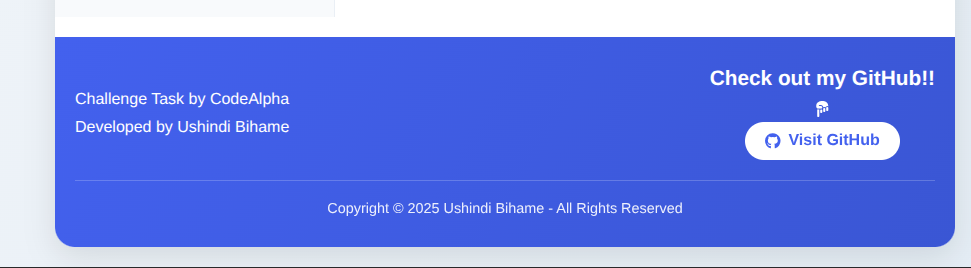 Challenge Task by CodeAlpha
Developed by Ushindi Bihame
Check out my GitHub!!
Visit GitHub
Copyright © 2025 Ushindi Bihame - All Rights Reserved